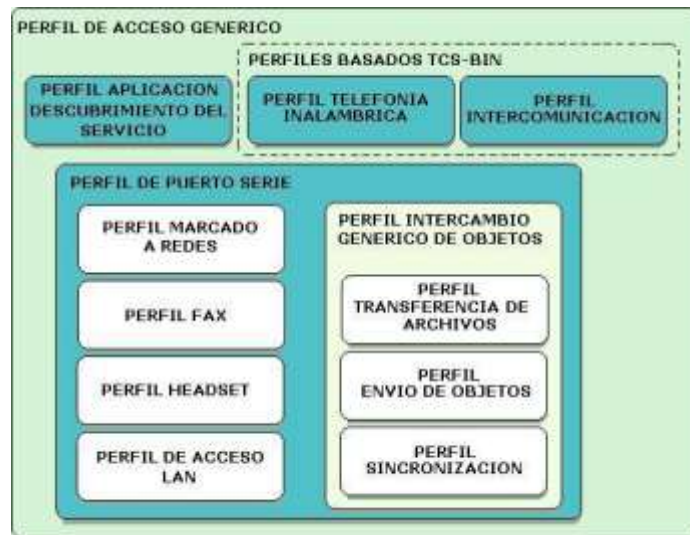 PERFIL DE ACCESO GENERICO
PERFILES BASADOS TCS-BIN
PERFIL APLICACION
DESCUBRIMIENTO DEL
SERVICIO
PERFIL TELEFONIA
INALAMBRICA
PERFIL
INTERCOMUNICACION
PERFIL DE PUERTO SERIE
PERFIL MARCADO
A REDES
PERFIL FAX
PERFIL HEADSET
PERFIL DE ACCESO
LAN
PERFIL INTERCAMBIO
GENERICO DE OBJETOS
PERFIL
TRANSFERENCIA DE
ARCHIVOS
PERFIL
ENVIO DE OBJETOS
PERFIL
SINCRONIZACION